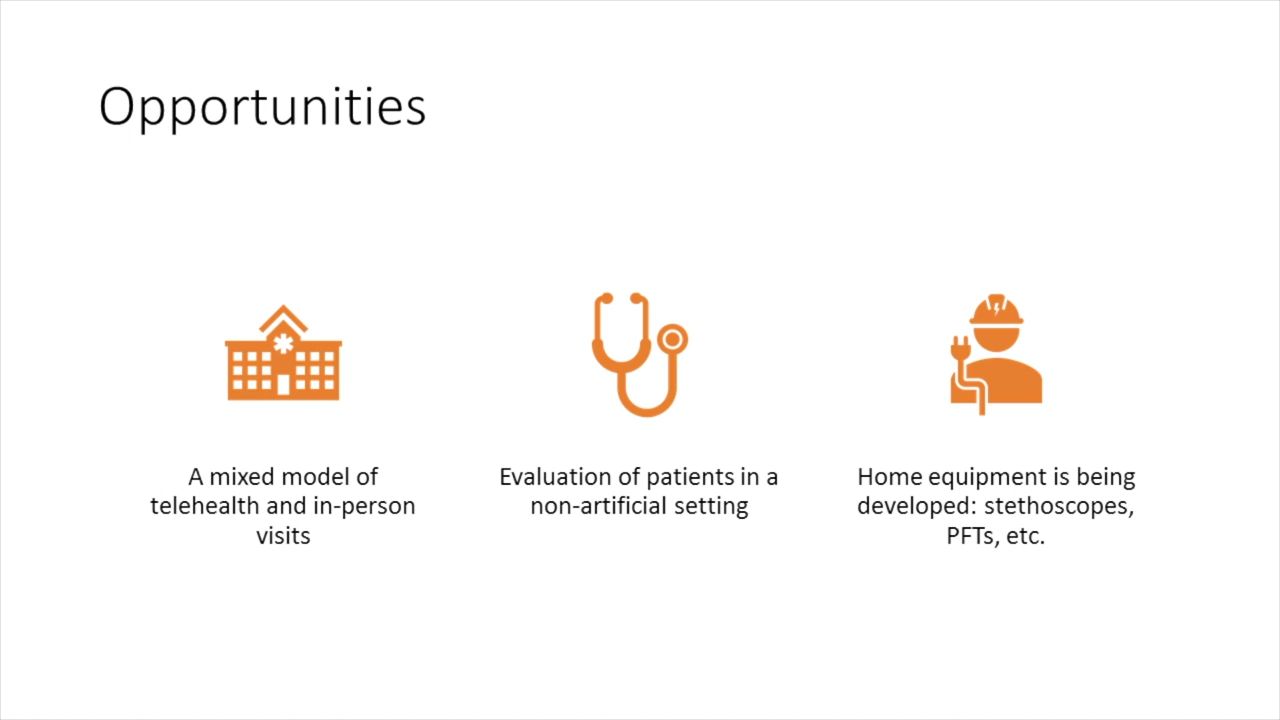 Opportunities
A mixed model of
telehealth and in-person
visits
Evaluation of patients in a
non-artificial setting
Home equipment is being
developed: stethoscopes,
PFTs, etc.